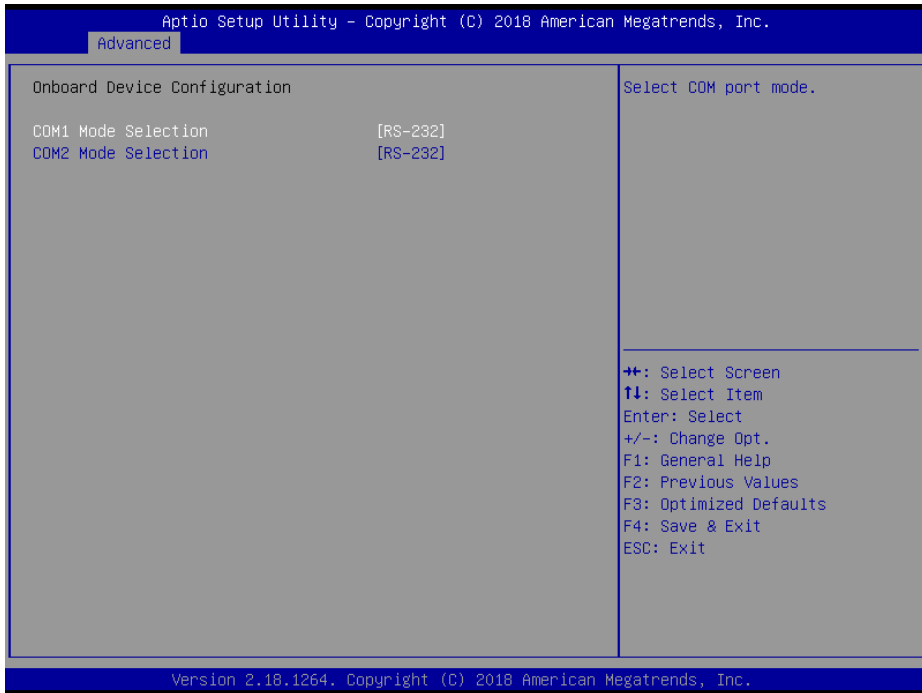 Aptio Setup Utility – Copyright (C) 2018 American Megatrends, Inc.
Advanced
Onboard Device Configuration
COM1 Mode Selection [RS-232]
COM2 Mode Selection [RS-232]
Select COM port mode.
→←: Select Screen
↑↓: Select Item
Enter: Select
+/-: Change Opt.
F1: General Help
F2: Previous Values
F3: Optimized Defaults
F4: Save & Exit
ESC: Exit
Version 2.18.1264. Copyright (C) 2018 American Megatrends, Inc.